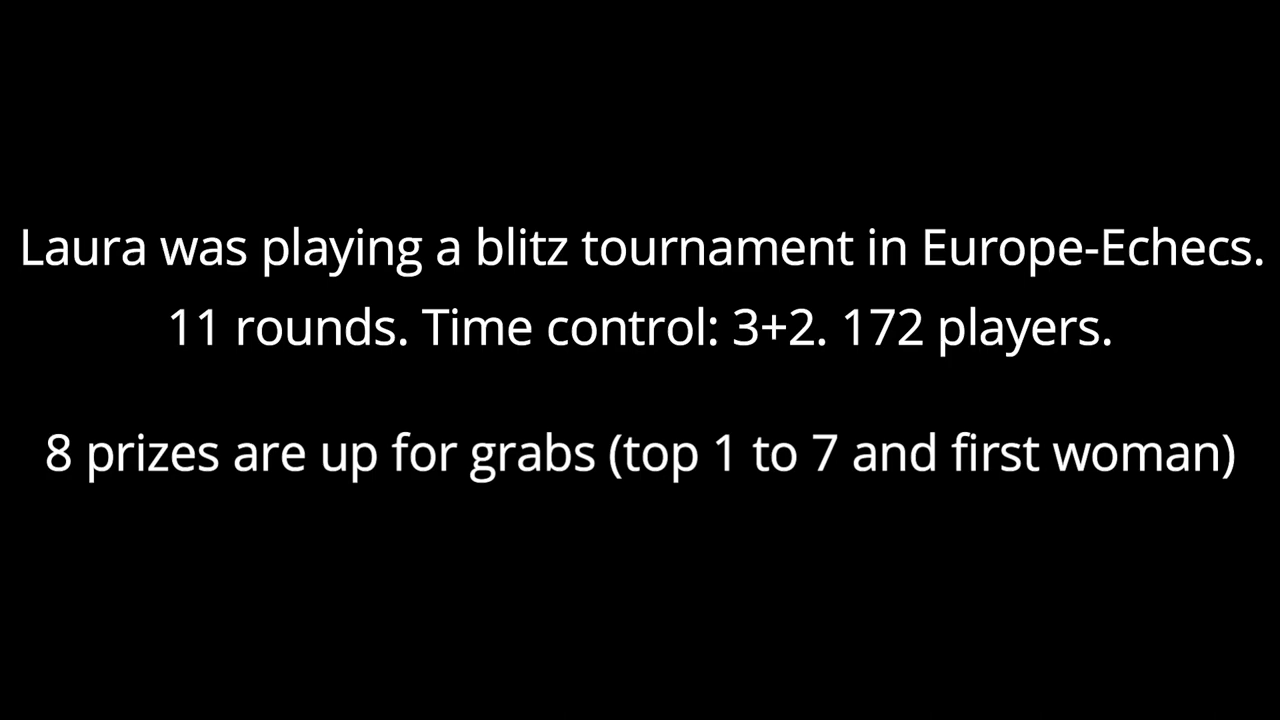 Laura was playing a blitz tournament in Europe-Echecs.
11 rounds. Time control: 3+2. 172 players.
8 prizes are up for grabs (top 1 to 7 and first woman)